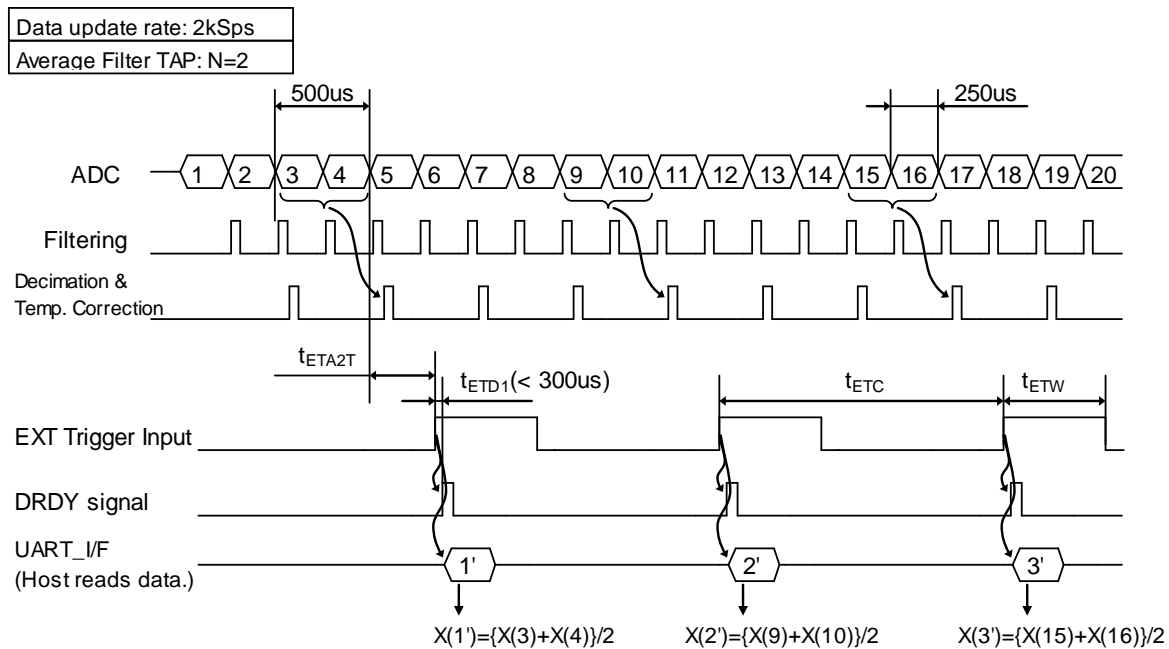 Data update rate: 2kSps
Average Filter TAP: N=2
500us
250us
ADC
1 2 3 4 5 6 7 8 9 10 11 12 13 14 15 16 17 18 19 20
Filtering
Decimation &
Temp. Correction
tETA2T
tETD1(< 300us)
tETC
tETW
EXT Trigger Input
DRDY signal
UART_I/F
(Host reads data.)
1' 2' 3'
X(1')={X(3)+X(4)}/2 X(2')={X(9)+X(10)}/2 X(3')={X(15)+X(16)}/2